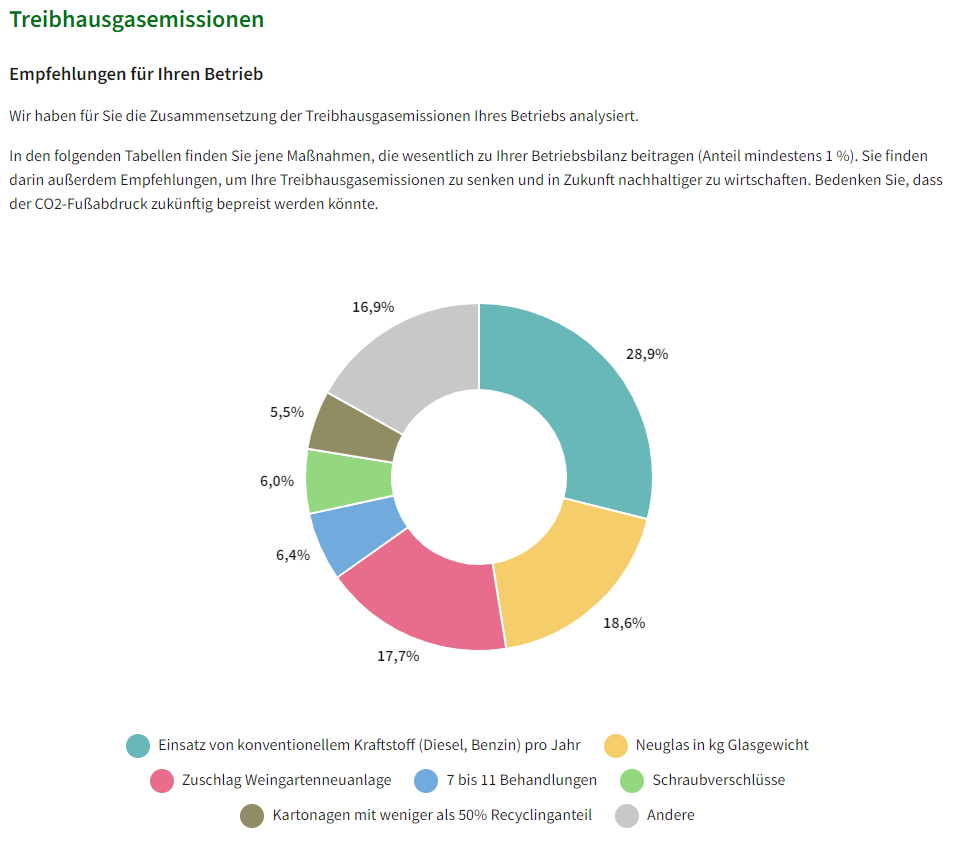 Treibhausgasemissionen
Empfehlungen für Ihren Betrieb
Wir haben für Sie die Zusammensetzung der Treibhausgasemissionen Ihres Betriebs analysiert.
In den folgenden Tabellen finden Sie jene Maßnahmen, die wesentlich zu Ihrer Betriebsbilanz beitragen (Anteil mindestens 1 %). Sie finden
darin außerdem Empfehlungen, um Ihre Treibhausgasemissionen zu senken und in Zukunft nachhaltiger zu wirtschaften. Bedenken Sie, dass
der CO2-Fußabdruck zukünftig bepreist werden könnte.
16,9%
28,9%
5,5%
6,0%
6,4%
18,6%
17,7%
Einsatz von konventionellem Kraftstoff (Diesel, Benzin) pro Jahr Neuglas in kg Glasgewicht
Zuschlag Weingartenneuanlage 7 bis 11 Behandlungen Schraubverschlüsse
Kartonagen mit weniger als 50% Recyclinganteil Andere